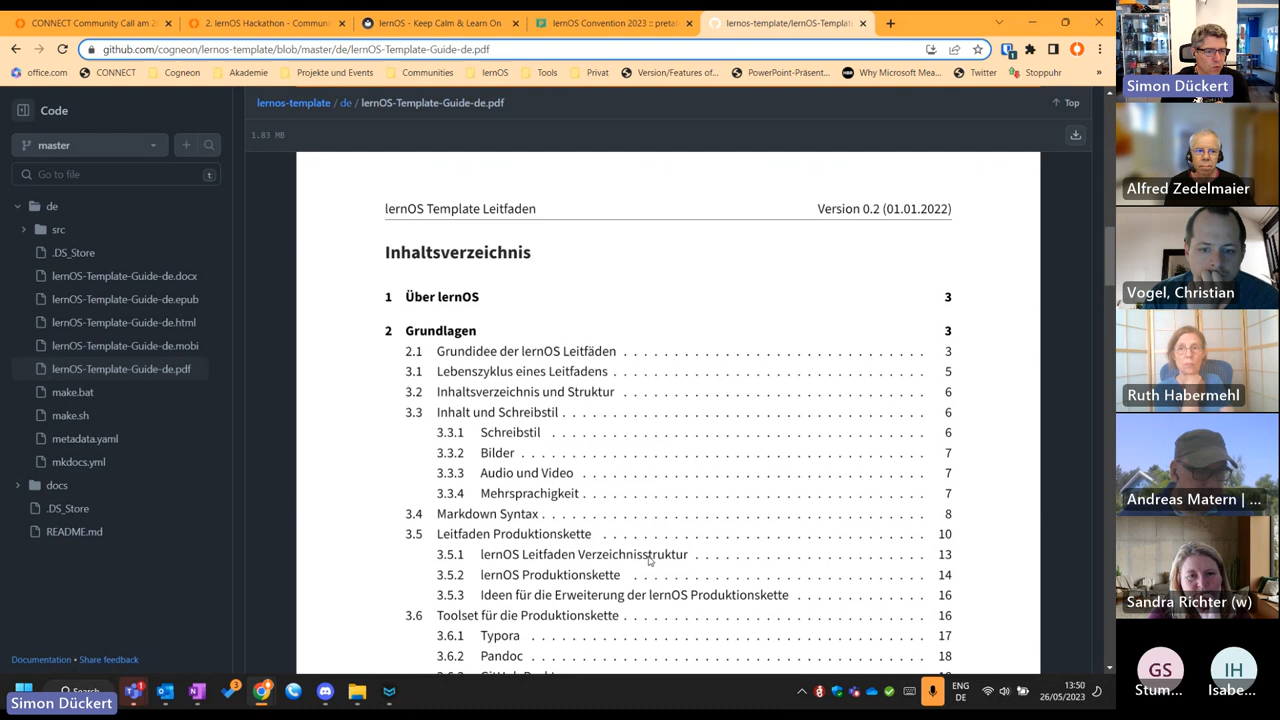 CONNECT Community Call am 2
2. lernOS Hackathon - Commun
lernOS - Keep Calm & Learn On
lernOS Convention 2023 :: preta
lernos-template/lernOS-Templat
github.com/cogneon/lernos-template/blob/master/de/lernOS-Template-Guide-de.pdf
office.com
CONNECT
Cogneon
Akademie
Projekte und Events
Communities
lernOS
Tools
Privat
Version/Features of...
PowerPoint-Präsent...
Why Microsoft Mea...
Twitter
Stoppuhr
»
Code
lernos-template / de / lernOS-Template-Guide-de.pdf
Top
master
1.83 MB
Go to file
t
de
src
.DS_Store
lernOS-Template-Guide-de.docx
lernOS-Template-Guide-de.epub
lernOS-Template-Guide-de.html
lernOS-Template-Guide-de.mobi
lernOS-Template-Guide-de.pdf
make.bat
make.sh
metadata.yaml
mkdocs.yml
docs
.DS_Store
README.md
Documentation • Share feedback
lernOS Template Leitfaden Version 0.2 (01.01.2022)
Inhaltsverzeichnis
1 Über lernOS 3
2 Grundlagen 3
2.1 Grundidee der lernOS Leitfäden . . . . . . . . . . . . . . . . . . . . . . . . . 3
3.1 Lebenszyklus eines Leitfadens . . . . . . . . . . . . . . . . . . . . . . . . . 5
3.2 Inhaltsverzeichnis und Struktur . . . . . . . . . . . . . . . . . . . . . . . . . 6
3.3 Inhalt und Schreibstil . . . . . . . . . . . . . . . . . . . . . . . . . 6
3.3.1 Schreibstil . . . . . . . . . . . . . . . . . . . . . . . . . 6
3.3.2 Bilder . . . . . . . . . . . . . . . . . . . . . . . . . 7
3.3.3 Audio und Video . . . . . . . . . . . . . . . . . . . . . . . . . 7
3.3.4 Mehrsprachigkeit . . . . . . . . . . . . . . . . . . . . . . . . . 7
3.4 Markdown Syntax . . . . . . . . . . . . . . . . . . . . . . . . . 8
3.5 Leitfaden Produktionskette . . . . . . . . . . . . . . . . . . . . . . . . . 10
3.5.1 lernOS Leitfaden Verzeichnisstruktur . . . . . . . . . . . . . . . . 13
3.5.2 lernOS Produktionskette . . . . . . . . . . . . . . . . . . . . 14
3.5.3 Ideen für die Erweiterung der lernOS Produktionskette . . . . . . . . . 16
3.6 Toolset für die Produktionskette . . . . . . . . . . . . . . . . . . . . 16
3.6.1 Typora . . . . . . . . . . . . . . . . . . . . . . . . . 17
3.6.2 Pandoc . . . . . . . . . . . . . . . . . . . . . . . . . 18
Simon Dückert
Alfred Zedelmaier
Vogel, Christian
Ruth Habermehl
Andreas Matern | ...
Sandra Richter (w)
GS
Stum...
IH
Isabe...
Simon Dückert
Search
3
ENG
DE
13:50
26/05/2023